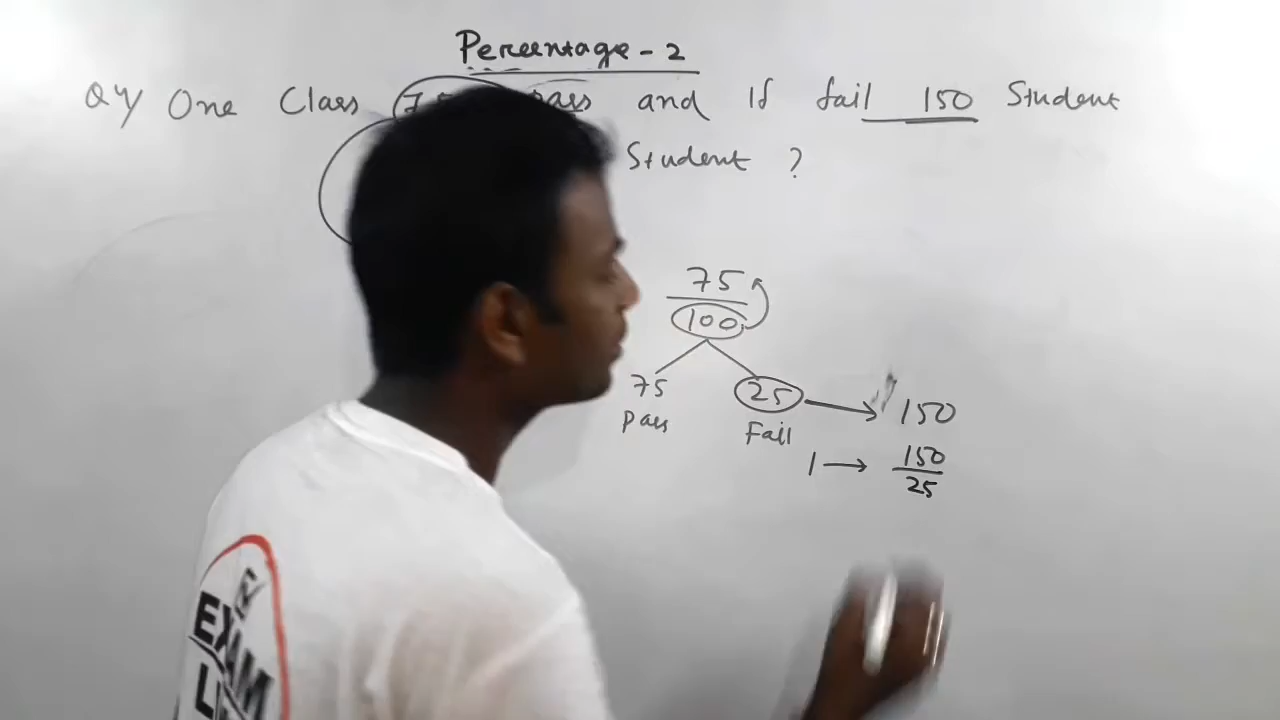 Percentage - 2
Q4 One Class 75 Pass and If fail 150 Student
Student ?
75
100
75 25 → 150
Pass Fail
1 → 150
25
EXAM